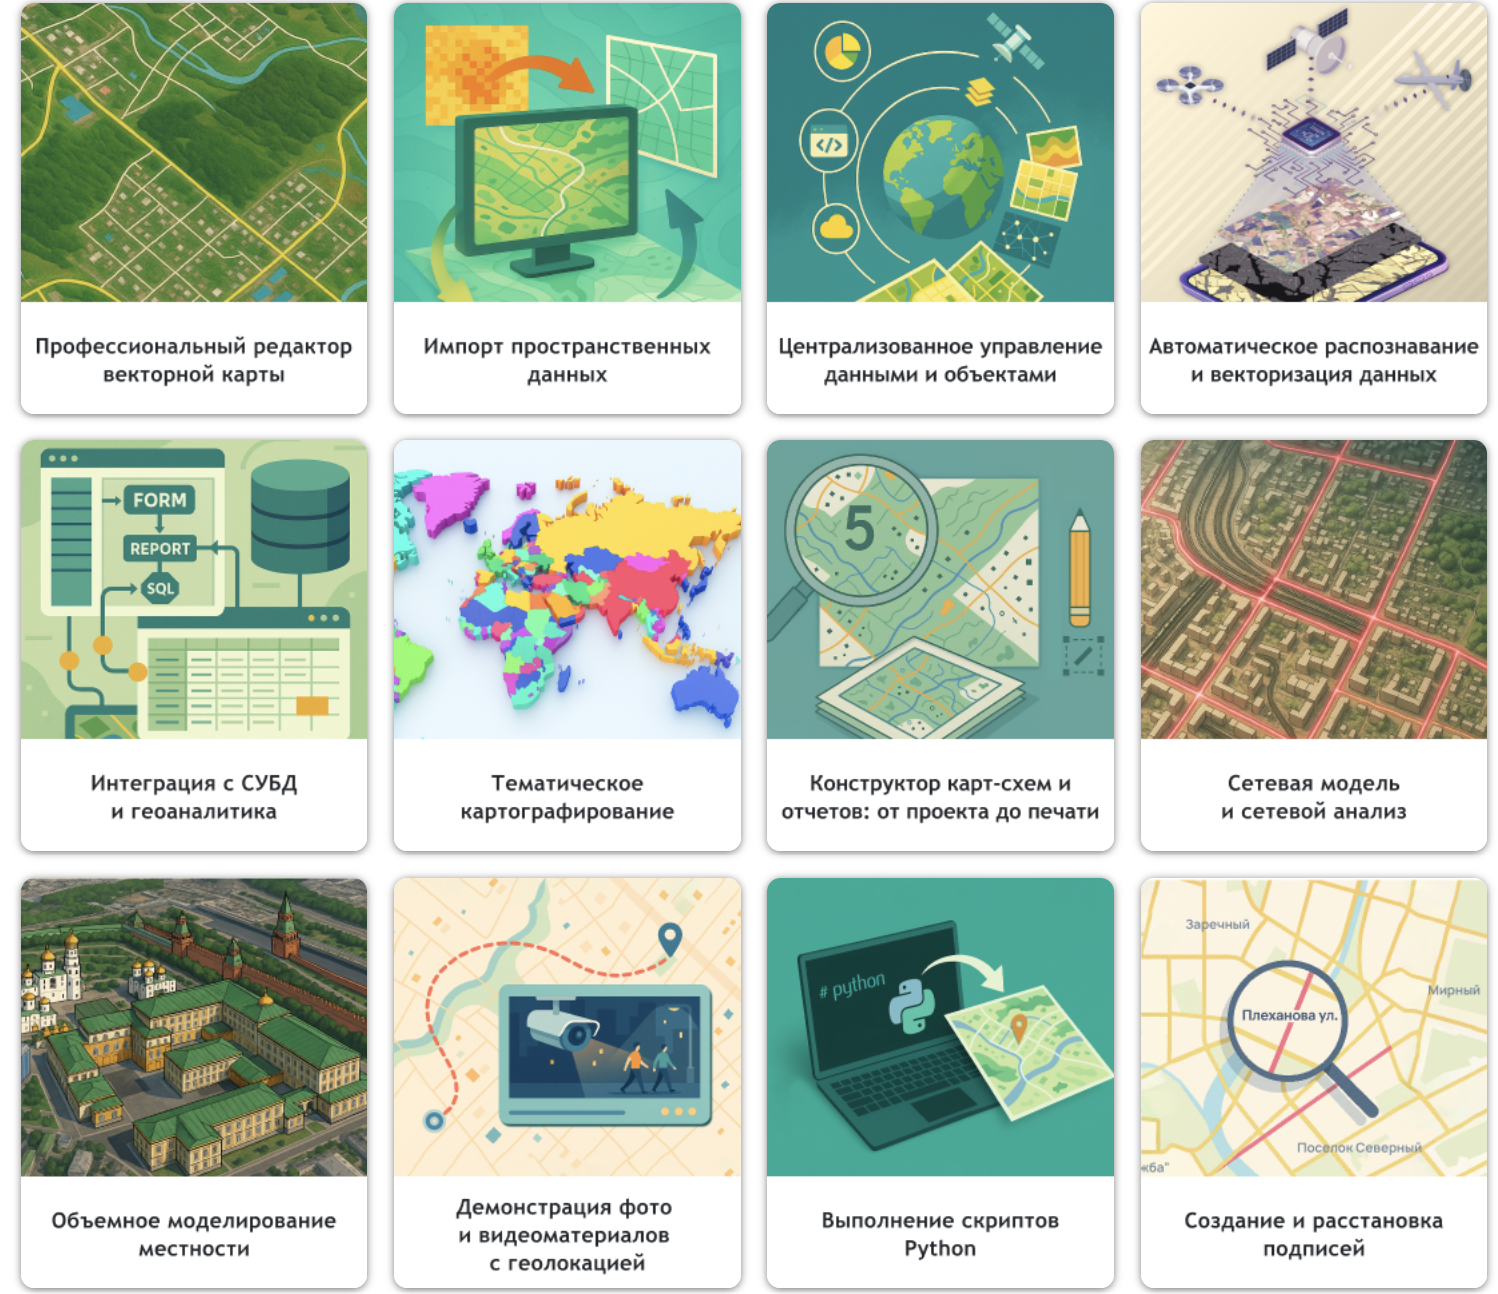 Профессиональный редактор
векторной карты
Импорт пространственных
данных
</>
Централизованное управление
данными и объектами
Автоматическое распознавание
и векторизация данных
FORM
REPORT
SQL
Интеграция с СУБД
и геоаналитика
Тематическое
картографирование
5
Конструктор карт-схем и
отчетов: от проекта до печати
Сетевая модель
и сетевой анализ
Объемное моделирование
местности
Демонстрация фото
и видеоматериалов
с геолокацией
# python
Выполнение скриптов
Python
Заречный
Мирный
Плеханова ул.
Поселок Северный
жба"
Создание и расстановка
подписей